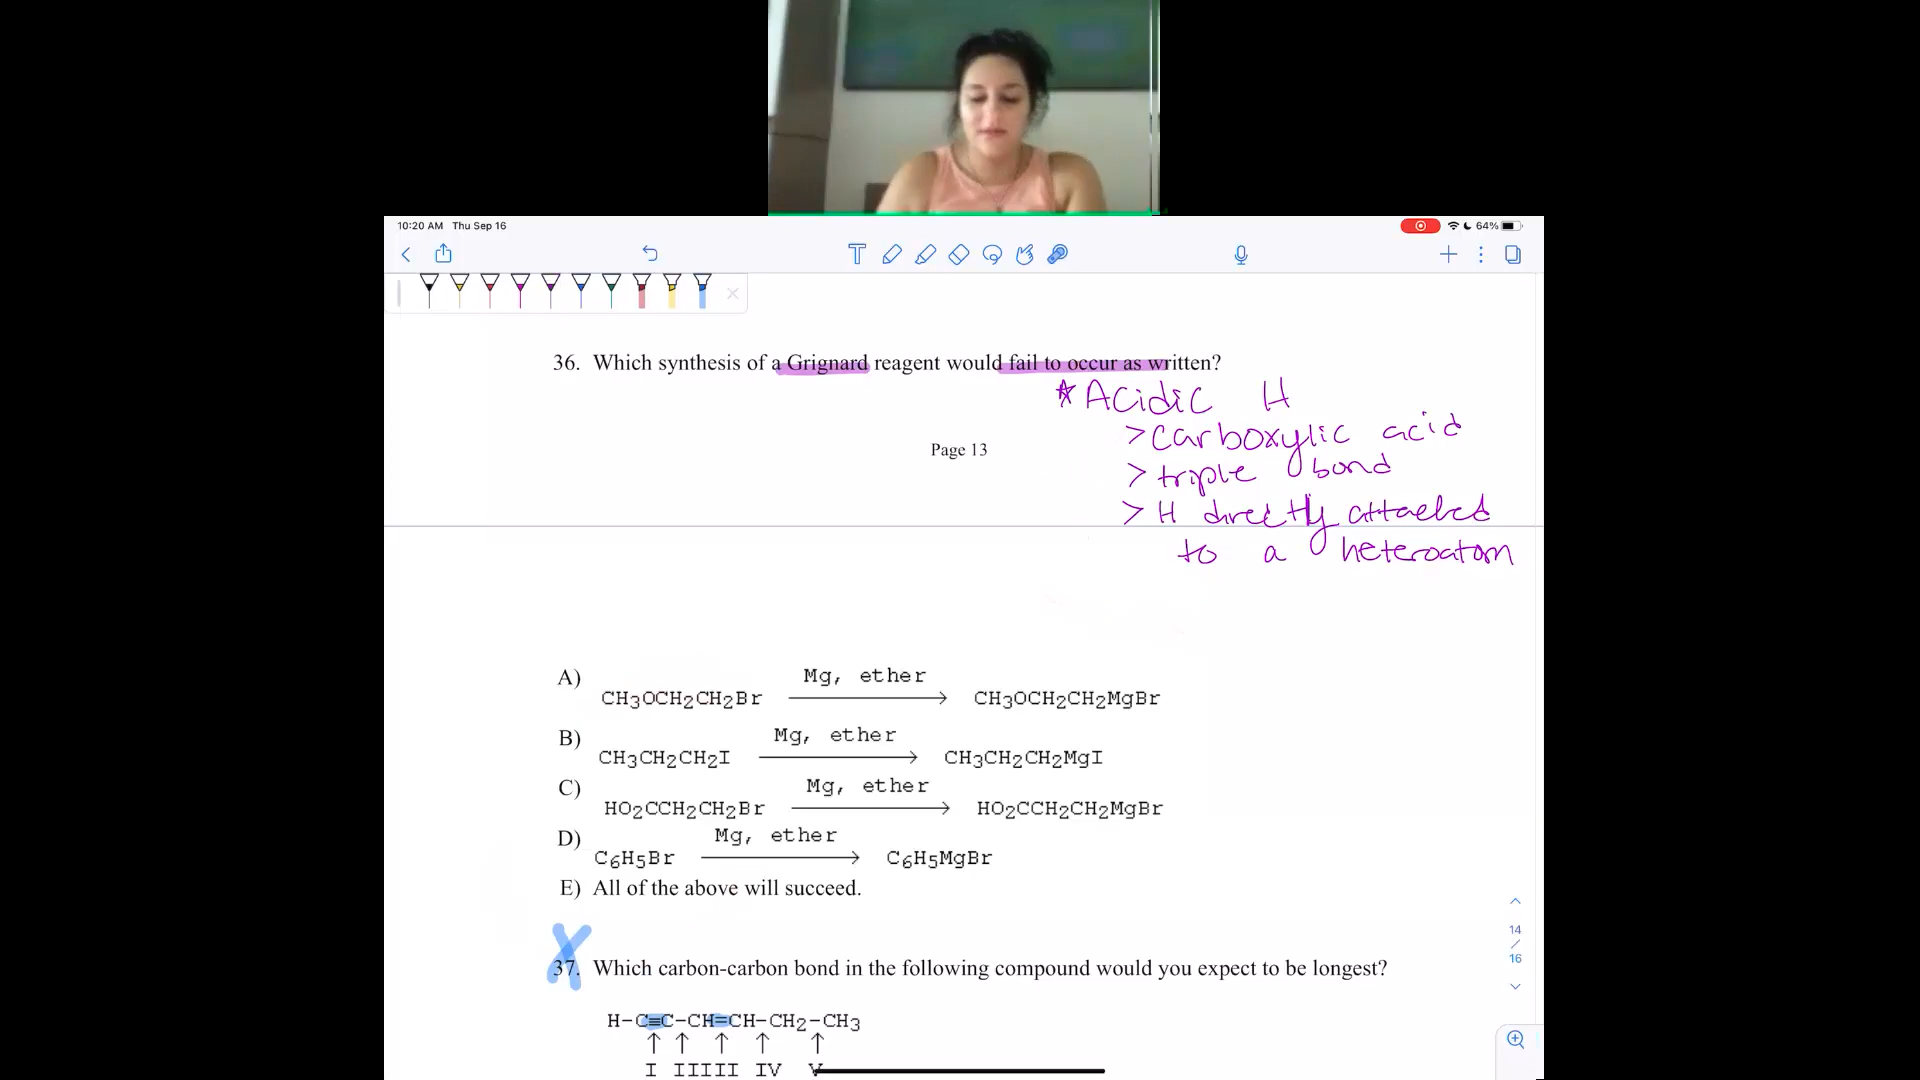 10:20 AM Thu Sep 16
64%
T
36. Which synthesis of a Grignard reagent would fail to occur as written?
*Acidic H
>carboxylic acid
Page 13
> triple bond
> H directly attached
to a heteroatom
A)
Mg, ether
CH3OCH2CH2Br ⟶ CH3OCH2CH2MgBr
B)
Mg, ether
CH3CH2CH2I ⟶ CH3CH2CH2MgI
C)
Mg, ether
HO2CCH2CH2Br ⟶ HO2CCH2CH2MgBr
D)
Mg, ether
C6H5Br ⟶ C6H5MgBr
E) All of the above will succeed.
14
/
16
X
37. Which carbon-carbon bond in the following compound would you expect to be longest?
H-C≡C-CH=CH-CH2-CH3
↑ ↑ ↑ ↑ ↑
I II III IV V